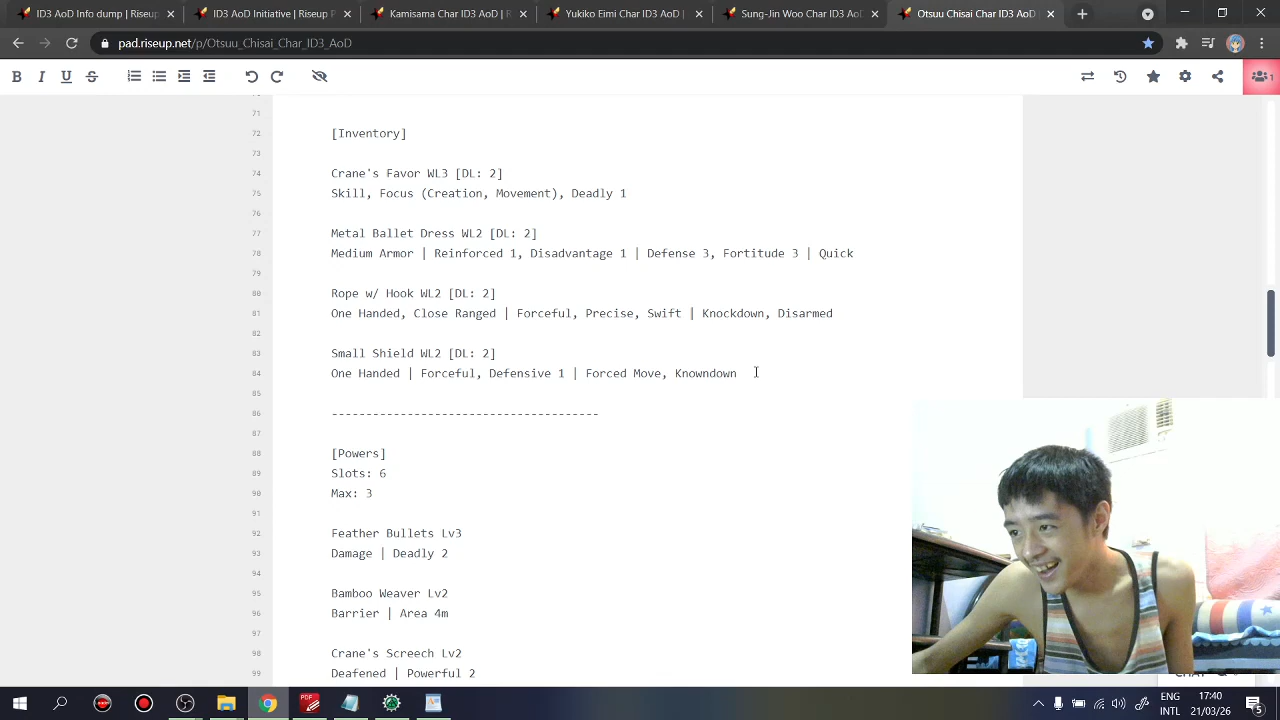 ID3 AoD Info dump | Riseup
ID3 AoD Initiative | Riseup P
Kamisama Char ID3 AoD | R
Yukiko Eimi Char ID3 AoD |
Sung-Jin Woo Char ID3 AoD
Otsuu Chisai Char ID3 AoD
pad.riseup.net/p/Otsuu_Chisai_Char_ID3_AoD
B I U S
1
71
72 [Inventory]
73
74 Crane's Favor WL3 [DL: 2]
75 Skill, Focus (Creation, Movement), Deadly 1
76
77 Metal Ballet Dress WL2 [DL: 2]
78 Medium Armor | Reinforced 1, Disadvantage 1 | Defense 3, Fortitude 3 | Quick
79
80 Rope w/ Hook WL2 [DL: 2]
81 One Handed, Close Ranged | Forceful, Precise, Swift | Knockdown, Disarmed
82
83 Small Shield WL2 [DL: 2]
84 One Handed | Forceful, Defensive 1 | Forced Move, Knowndown
85
86 ---------------------------------------
87
88 [Powers]
89 Slots: 6
90 Max: 3
91
92 Feather Bullets Lv3
93 Damage | Deadly 2
94
95 Bamboo Weaver Lv2
96 Barrier | Area 4m
97
98 Crane's Screech Lv2
99 Deafened | Powerful 2
PDF
ENG
INTL
17:40
21/03/26
5